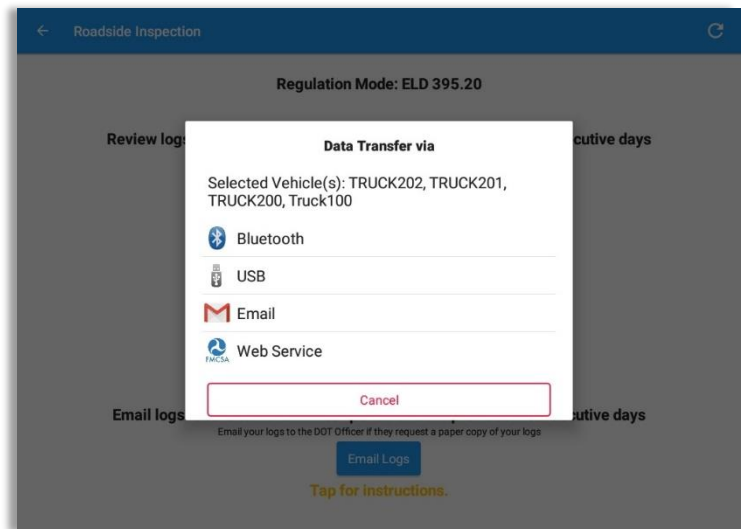 Roadside Inspection
Regulation Mode: ELD 395.20
Review logs
cutive days
Data Transfer via
Selected Vehicle(s): TRUCK202, TRUCK201,
TRUCK200, Truck100
Bluetooth
USB
Email
FMCSA
Web Service
Cancel
Email logs
cutive days
Email your logs to the DOT Officer if they request a paper copy of your logs
Email Logs
Tap for instructions.